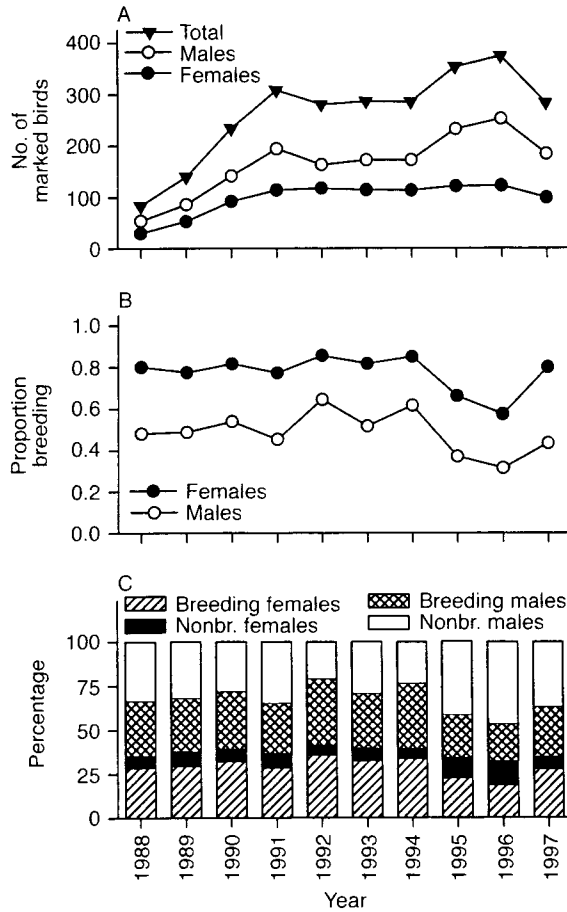 A
Total
Males
Females
400
300
200
100
0
No. of
marked birds
B
1.0
0.8
0.6
0.4
0.2
0.0
Proportion
breeding
Females
Males
C
Breeding females
Breeding males
Nonbr. females
Nonbr. males
100
75
50
25
0
Percentage
1988
1989
1990
1991
1992
1993
1994
1995
1996
1997
Year